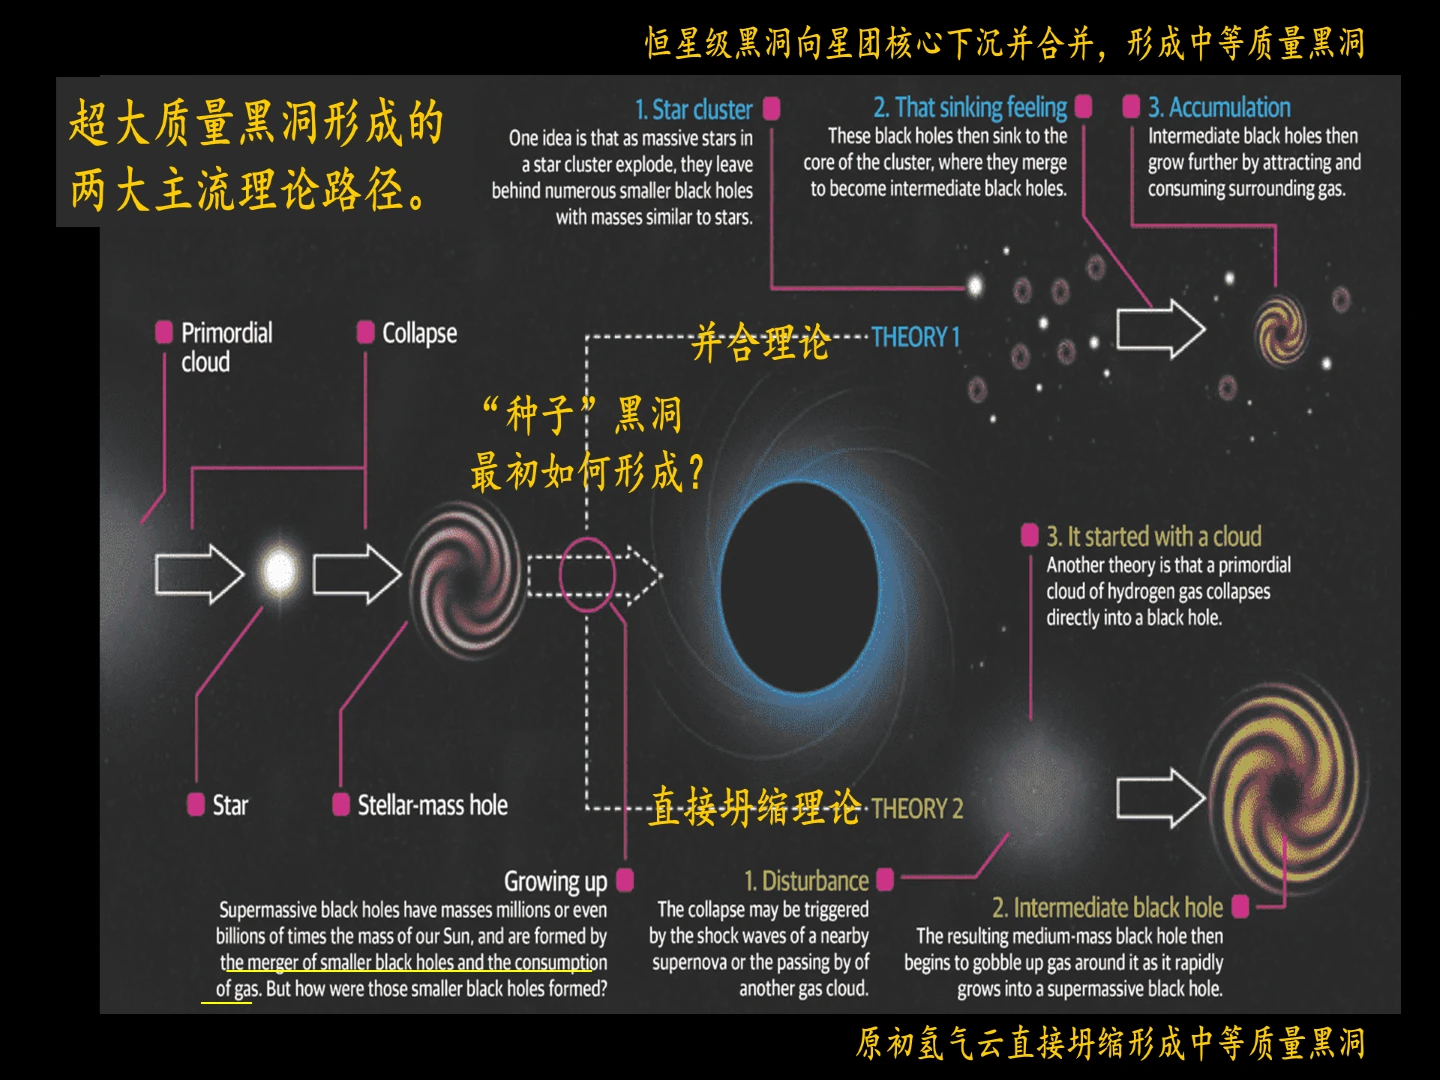 恒星级黑洞向星团核心下沉并合并，形成中等质量黑洞
超大质量黑洞形成的
两大主流理论路径。
1. Star cluster
One idea is that as massive stars in
a star cluster explode, they leave
behind numerous smaller black holes
with masses similar to stars.
2. That sinking feeling
These black holes then sink to the
core of the cluster, where they merge
to become intermediate black holes.
3. Accumulation
Intermediate black holes then
grow further by attracting and
consuming surrounding gas.
Primordial
cloud
Collapse
并合理论
THEORY 1
“种子”黑洞
最初如何形成？
3. It started with a cloud
Another theory is that a primordial
cloud of hydrogen gas collapses
directly into a black hole.
Star
Stellar-mass hole
直接坍缩理论
THEORY 2
Growing up
Supermassive black holes have masses millions or even
billions of times the mass of our Sun, and are formed by
the merger of smaller black holes and the consumption
of gas. But how were those smaller black holes formed?
1. Disturbance
The collapse may be triggered
by the shock waves of a nearby
supernova or the passing by of
another gas cloud.
2. Intermediate black hole
The resulting medium-mass black hole then
begins to gobble up gas around it as it rapidly
grows into a supermassive black hole.
原初氢气云直接坍缩形成中等质量黑洞